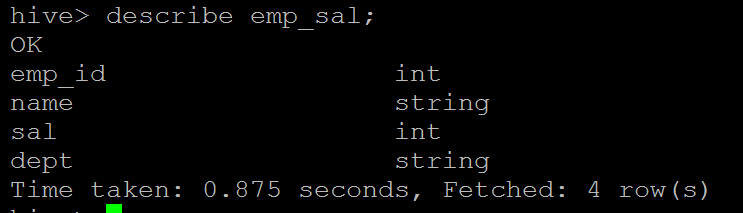 hive> describe emp_sal;
OK
emp_id                  int
name                    string
sal                     int
dept                    string
Time taken: 0.875 seconds, Fetched: 4 row(s)